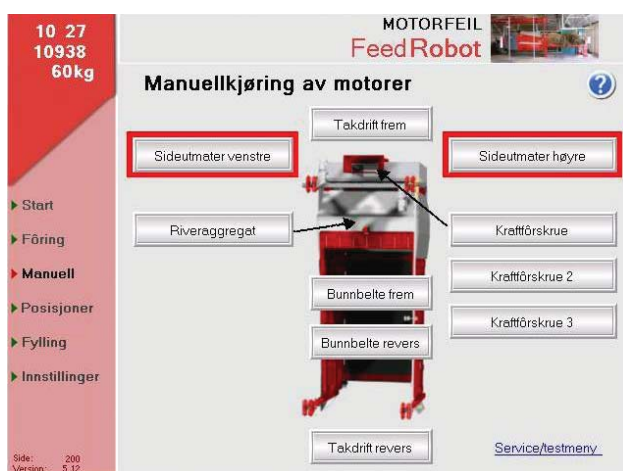 10 27
10938
60kg
MOTORFEIL
FeedRobot
Manuellkjøring av motorer
?
Takdrift frem
Sideutmater venstre
Sideutmater høyre
Start
Fôring
Manuell
Posisjoner
Fylling
Innstillinger
Riveraggregat
Kraftfôrskrue
Kraftfôrskrue 2
Kraftfôrskrue 3
Bunnbelte frem
Bunnbelte revers
Takdrift revers
Service/testmeny
Side: 200
Version: 5.12